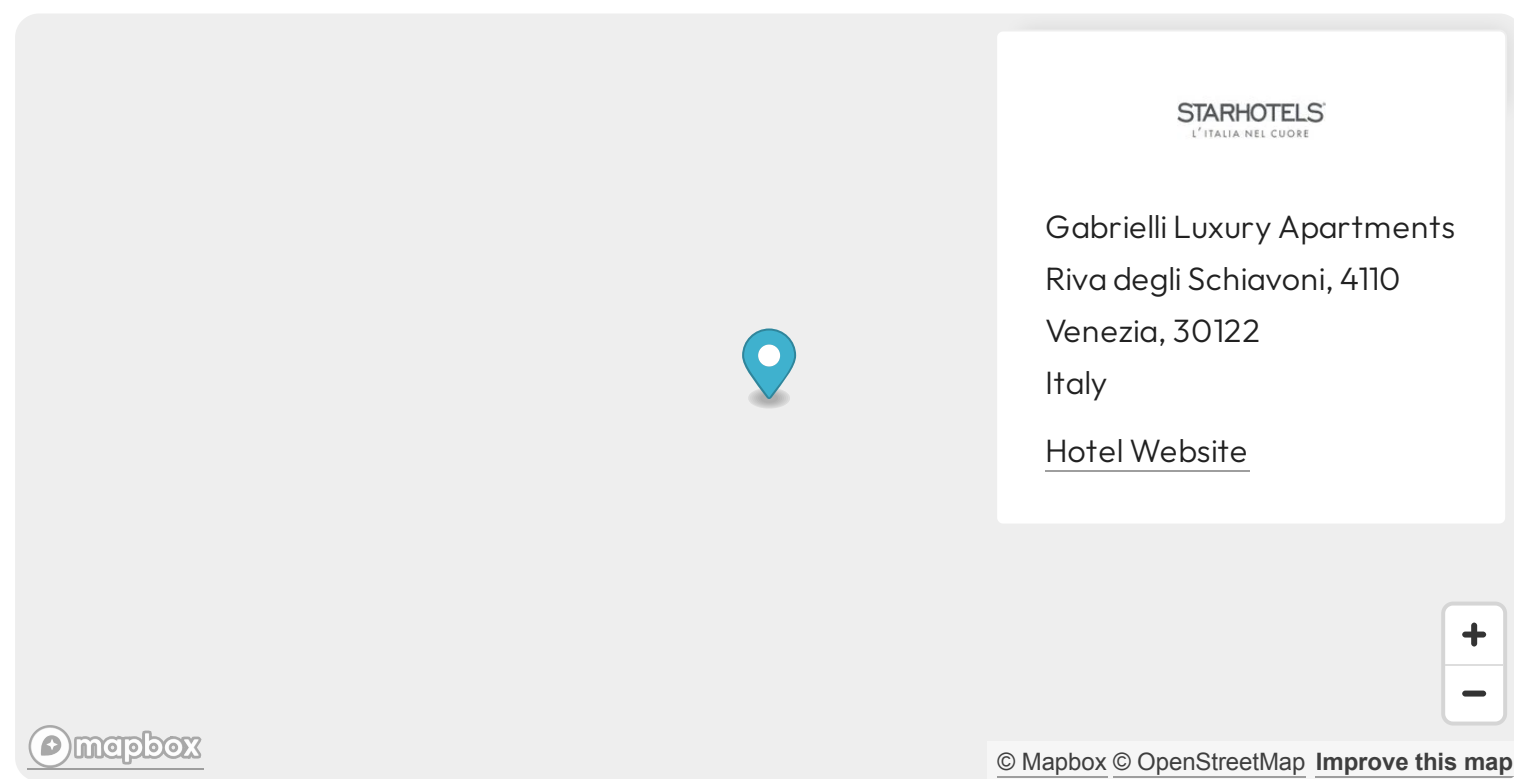 STARHOTELS
L'ITALIA NEL CUORE
Gabrielli Luxury Apartments
Riva degli Schiavoni, 4110
Venezia, 30122
Italy
Hotel Website
mapbox
© Mapbox © OpenStreetMap Improve this map